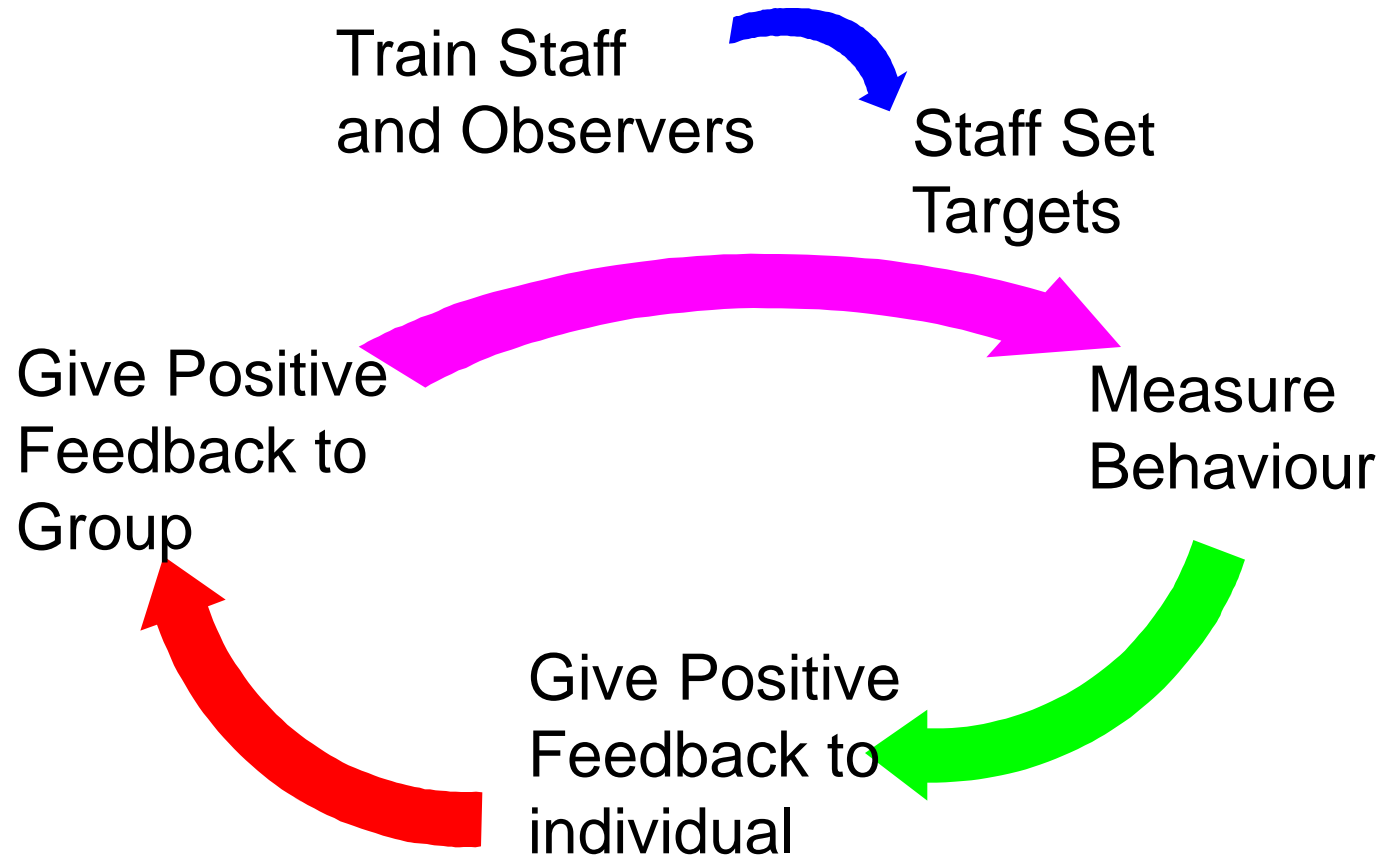 Train Staff
and Observers
Staff Set
Targets
Measure
Behaviour
Give Positive
Feedback to
individual
Give Positive
Feedback to
Group